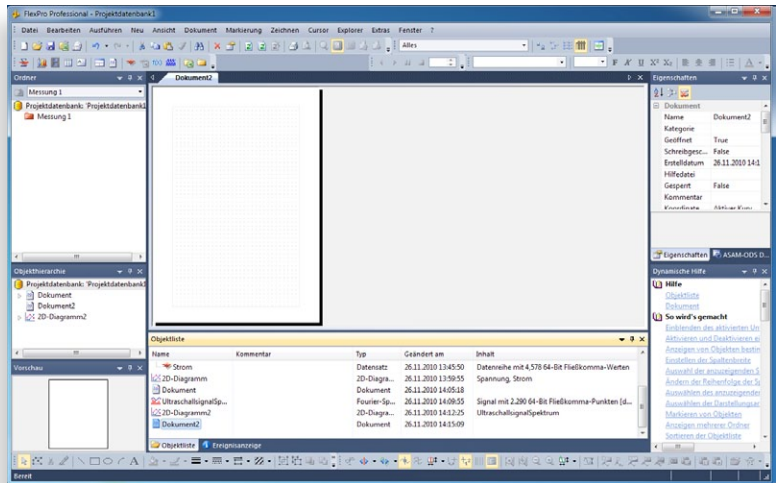 FlexPro Professional - Projektdatenbank1
Datei Bearbeiten Ausführen Neu Ansicht Dokument Markierung Zeichnen Cursor Explorer Extras Fenster ?
Alles
Ordner
Messung 1
Projektdatenbank: 'Projektdatenbank1
Messung 1
Dokument2
Eigenschaften
Dokument
Name Dokument2
Kategorie
Geöffnet True
Schreibgesc... False
Erstelldatum 26.11.2010 14:1
Hilfedatei
Gesperrt False
Kommentar
Koordinate Aktiver Kurv
Eigenschaften ASAM-ODS D...
Objekthierarchie
Projektdatenbank: 'Projektdatenbank1
Dokument
Dokument2
2D-Diagramm2
Vorschau
Objektliste
Name Kommentar Typ Geändert am Inhalt
Strom Datensatz 26.11.2010 13:45:50 Datenreihe mit 4,578 64-Bit Fließkomma-Werten
2D-Diagramm 2D-Diagra... 26.11.2010 13:59:55 Spannung, Strom
Dokument Dokument 26.11.2010 14:05:18
UltraschallsignalSp... Fourier-Sp... 26.11.2010 14:09:55 Signal mit 2.290 64-Bit Fließkomma-Punkten [d...
2D-Diagramm2 2D-Diagra... 26.11.2010 14:12:25 UltraschallsignalSpektrum
Dokument2 Dokument 26.11.2010 14:15:09
Objektliste Ereignisanzeige
Dynamische Hilfe
Hilfe
Objektliste
Dokument
So wird's gemacht
Einblenden des aktivierten Un
Aktivieren und Deaktivieren ei
Anzeigen von Objekten bestim
Einstellen der Spaltenbreite
Auswahl der anzuzeigenden S
Ändern der Reihenfolge der Sp
Auswählen des anzuzeigenden
Auswählen der Darstellungsar
Markieren von Objekten
Anzeigen mehrerer Ordner
Sortieren der Objektliste
Bereit